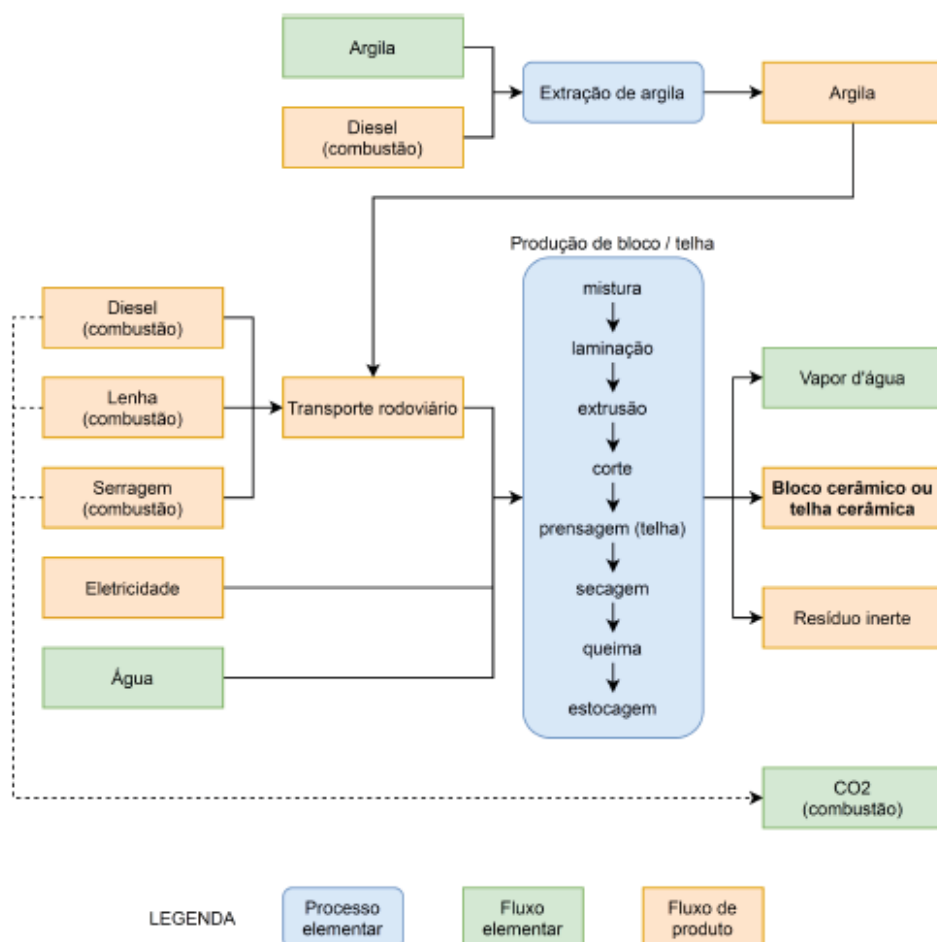 Argila
Diesel
(combustão)
Extração de argila
Argila
Produção de bloco / telha
mistura
laminação
extrusão
corte
prensagem (telha)
secagem
queima
estocagem
Diesel
(combustão)
Lenha
(combustão)
Serragem
(combustão)
Eletricidade
Água
Transporte rodoviário
Vapor d'água
Bloco cerâmico ou
telha cerâmica
Resíduo inerte
CO2
(combustão)
LEGENDA
Processo
elementar
Fluxo
elementar
Fluxo de
produto